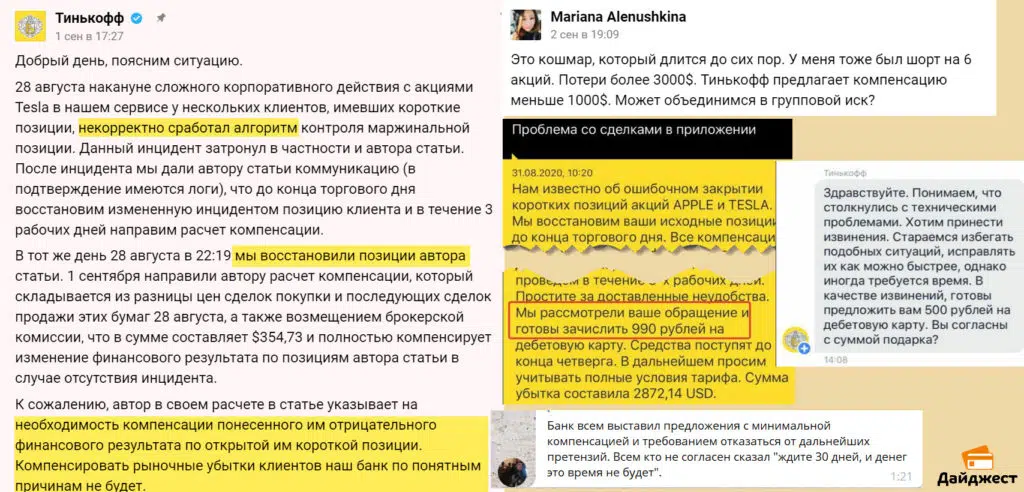 Тинькофф
1 сен в 17:27
Добрый день, поясним ситуацию.
28 августа накануне сложного корпоративного действия с акциями
Tesla в нашем сервисе у нескольких клиентов, имевших короткие
позиции, некорректно сработал алгоритм контроля маржинальной
позиции. Данный инцидент затронул в частности и автора статьи.
После инцидента мы дали автору статьи коммуникацию (в
подтверждение имеются логи), что до конца торгового дня
восстановим измененную инцидентом позицию клиента и в течение 3
рабочих дней направим расчет компенсации.
В тот же день 28 августа в 22:19 мы восстановили позиции автора
статьи. 1 сентября направили автору расчет компенсации, который
складывается из разницы цен сделок покупки и последующих сделок
продажи этих бумаг 28 августа, а также возмещением брокерской
комиссии, что в сумме составляет $354,73 и полностью компенсирует
изменение финансового результата по позициям автора статьи в
случае отсутствия инцидента.
К сожалению, автор в своем расчете в статье указывает на
необходимость компенсации понесенного им отрицательного
финансового результата по открытой им короткой позиции.
Компенсировать рыночные убытки клиентов наш банк по понятным
причинам не будет.
Mariana Alenushkina
2 сен в 19:09
Это кошмар, который длится до сих пор. У меня тоже был шорт на 6
акций. Потери более 3000$. Тинькофф предлагает компенсацию
меньше 1000$. Может объединимся в групповой иск?
Проблема со сделками в приложении
31.08.2020, 10:20
Нам известно об ошибочном закрытии
коротких позиций акций APPLE и TESLA.
Мы восстановим ваши исходные позиции
до конца торгового дня. Все компенсаци
проведем в течение рабочих дней.
Простите за доставленные неудобства.
Мы рассмотрели ваше обращение и
готовы зачислить 990 рублей на
дебетовую карту. Средства поступят до
конца четверга. В дальнейшем просим
учитывать полные условия тарифа. Сумма
убытка составила 2872,14 USD.
Тинькофф
Здравствуйте. Понимаем, что
столкнулись с техническими
проблемами. Хотим принести
извинения. Стараемся избегать
подобных ситуаций, исправлять
их как можно быстрее, однако
иногда требуется время. В
качестве извинений, готовы
предложить вам 500 рублей на
дебетовую карту. Вы согласны
с суммой подарка?
14:08
Банк всем выставил предложения с минимальной
компенсацией и требованием отказаться от дальнейших
претензий. Всем кто не согласен сказал "ждите 30 дней, и денег
это время не будет".
1:21
Дайджест